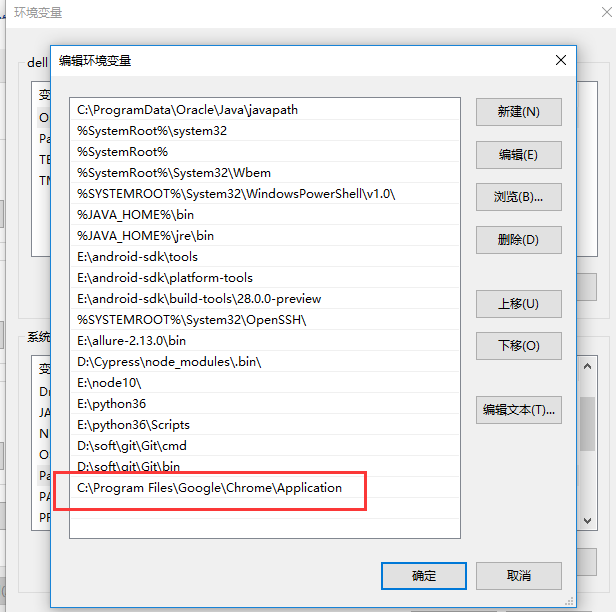 环境变量
dell
编辑环境变量
C:\ProgramData\Oracle\Java\javapath
%SystemRoot%\system32
%SystemRoot%
%SystemRoot%\System32\Wbem
%SYSTEMROOT%\System32\WindowsPowerShell\v1.0\
%JAVA_HOME%\bin
%JAVA_HOME%\jre\bin
E:\android-sdk\tools
E:\android-sdk\platform-tools
E:\android-sdk\build-tools\28.0.0-preview
%SYSTEMROOT%\System32\OpenSSH\
E:\allure-2.13.0\bin
D:\Cypress\node_modules\.bin\
E:\node10\
E:\python36
E:\python36\Scripts
D:\soft\git\Git\cmd
D:\soft\git\Git\bin
C:\Program Files\Google\Chrome\Application
新建(N)
编辑(E)
浏览(B)...
删除(D)
上移(U)
下移(O)
编辑文本(T)...
确定
取消
变
O
Pa
TE
TM
系统
变
Di
JA
N
O
Pa
PA
PF